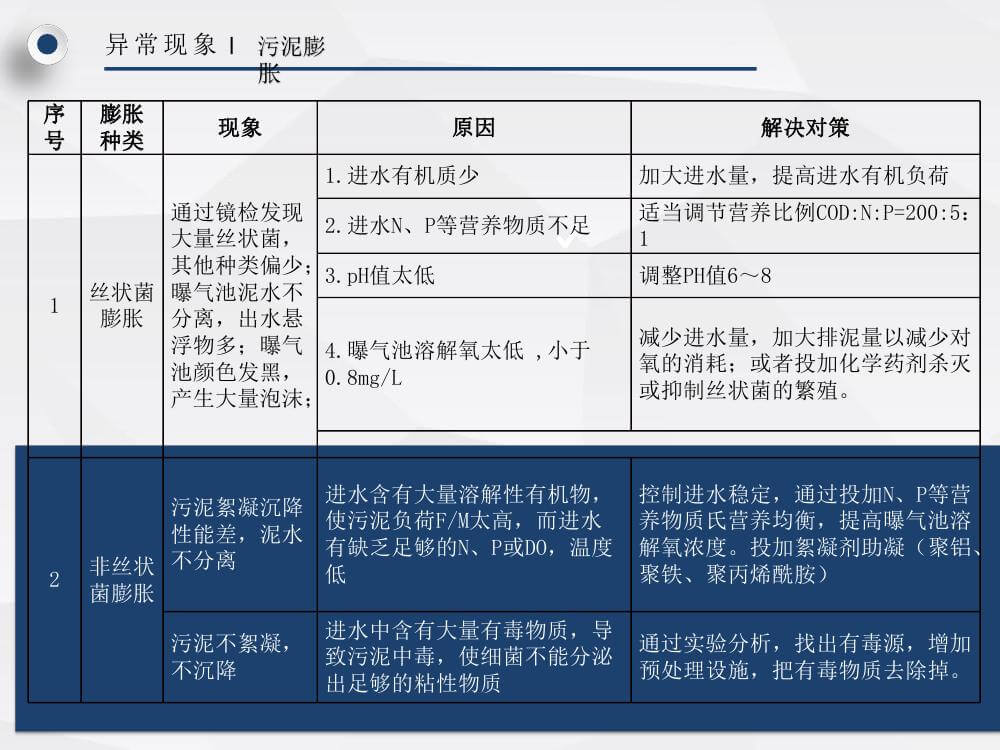 异常现象Ⅰ 污泥膨
胀
序
号
膨胀
种类
现象
原因
解决对策
1
丝状菌
膨胀
通过镜检发现
大量丝状菌，
其他种类偏少；
曝气池泥水不
分离，出水悬
浮物多；曝气
池颜色发黑，
产生大量泡沫；
1.进水有机质少
加大进水量，提高进水有机负荷
2.进水N、P等营养物质不足
适当调节营养比例COD:N:P=200:5：
1
3.pH值太低
调整PH值6～8
4.曝气池溶解氧太低 ,小于
0.8mg/L
减少进水量，加大排泥量以减少对
氧的消耗；或者投加化学药剂杀灭
或抑制丝状菌的繁殖。
2
非丝状
菌膨胀
污泥絮凝沉降
性能差，泥水
不分离
进水含有大量溶解性有机物，
使污泥负荷F/M太高，而进水
有缺乏足够的N、P或DO，温度
低
控制进水稳定，通过投加N、P等营
养物质氏营养均衡，提高曝气池溶
解氧浓度。投加絮凝剂助凝（聚铝、
聚铁、聚丙烯酰胺）
污泥不絮凝，
不沉降
进水中含有大量有毒物质，导
致污泥中毒，使细菌不能分泌
出足够的粘性物质
通过实验分析，找出有毒源，增加
预处理设施，把有毒物质去除掉。